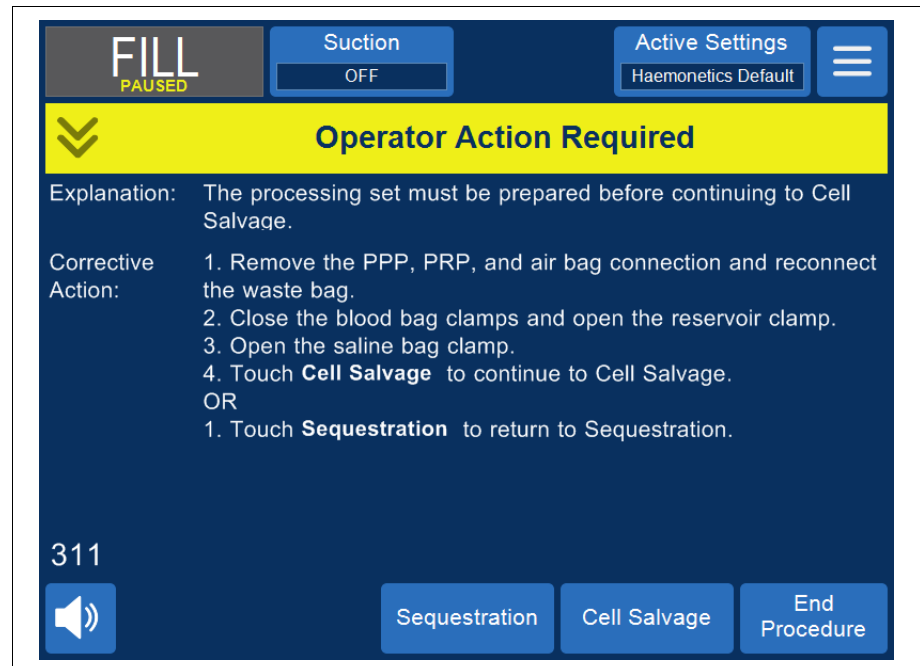 FILL
PAUSED
Suction
OFF
Active Settings
Haemonetics Default
Operator Action Required
Explanation: The processing set must be prepared before continuing to Cell
Salvage.
Corrective Action: 1. Remove the PPP, PRP, and air bag connection and reconnect
the waste bag.
2. Close the blood bag clamps and open the reservoir clamp.
3. Open the saline bag clamp.
4. Touch Cell Salvage to continue to Cell Salvage.
OR
1. Touch Sequestration to return to Sequestration.
311
Sequestration
Cell Salvage
End
Procedure